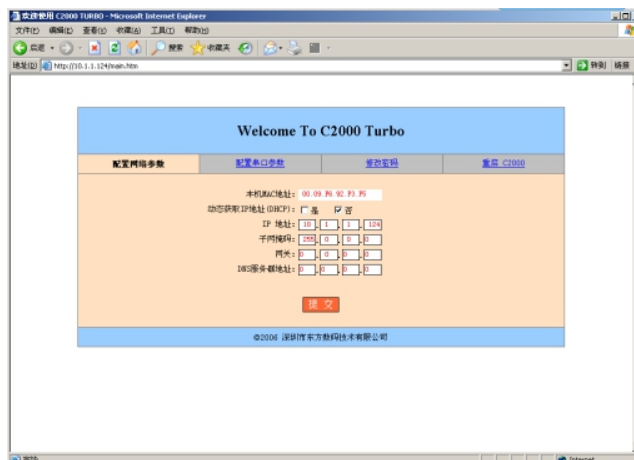 欢迎使用 C2000 TURBO - Microsoft Internet Explorer
文件(F) 编辑(E) 查看(V) 收藏(A) 工具(T) 帮助(H)
后退 搜索 收藏夹
地址(D) http://10.1.1.124/main.htm 转到 链接
Welcome To C2000 Turbo
配置网络参数 配置串口参数 修改密码 重启 C2000
本机MAC地址:
动态获取IP地址(DHCP): 是 否
IP 地址: 10 . 1 . 1 . 124
子网掩码: 255 . 0 . 0 . 0
网关: 0 . 0 . 0 . 0
DNS服务器地址: 0 . 0 . 0 . 0
提 交
©2006 深圳市东方数码技术有限公司
Internet